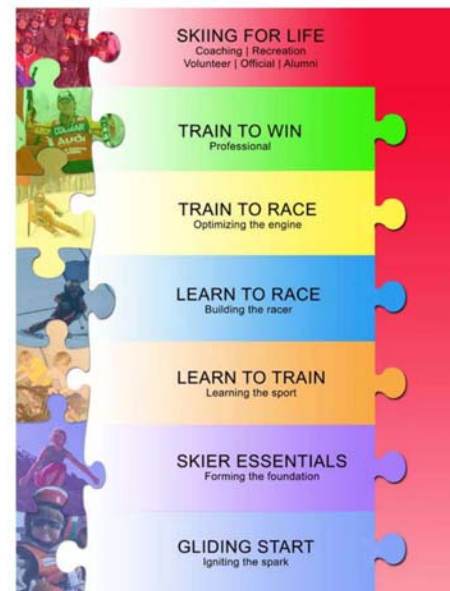 SKIING FOR LIFE
Coaching | Recreation
Volunteer | Official | Alumni
TRAIN TO WIN
Professional
TRAIN TO RACE
Optimizing the engine
LEARN TO RACE
Building the racer
LEARN TO TRAIN
Learning the sport
SKIER ESSENTIALS
Forming the foundation
GLIDING START
Igniting the spark